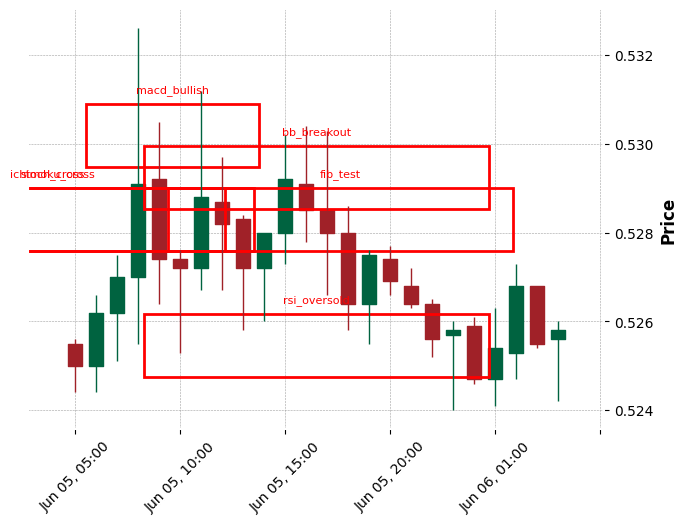 0.532
macd_bullish
0.530
bb_breakout
stoch_cross
fib_test
0.528
Price
rsi_oversold
0.526
0.524
Jun 05, 05:00
Jun 05, 10:00
Jun 05, 15:00
Jun 05, 20:00
Jun 06, 01:00